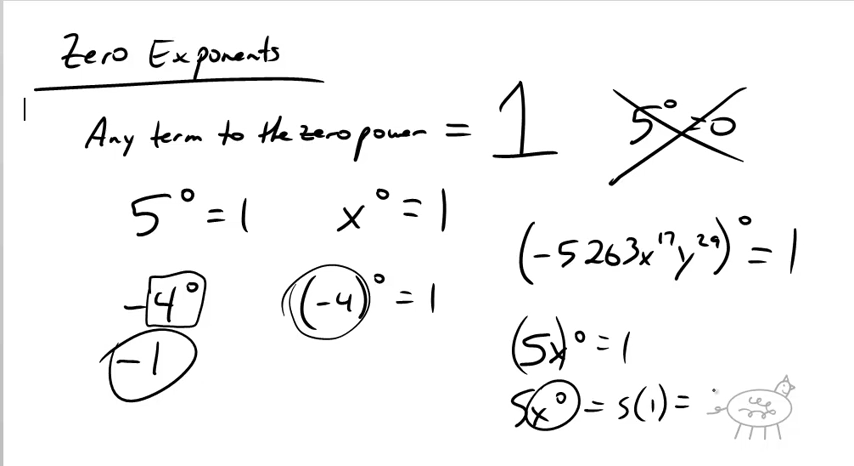 Zero Exponents
Any term to the zero power = 1
5⁰ = 0
5⁰ = 1
x⁰ = 1
(-5263x¹⁷y²⁹)⁰ = 1
-4⁰
(-4)⁰ = 1
-1
(5x)⁰ = 1
5x⁰ = 5(1) =